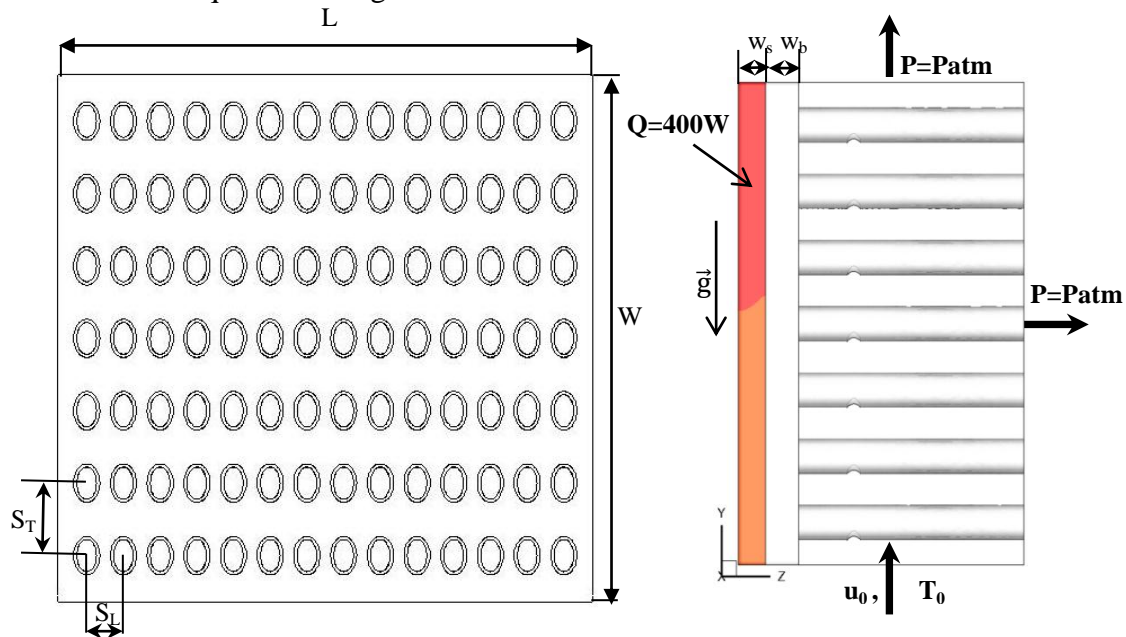 L
W
S_T
S_L
w_s w_b
P=Patm
Q=400W
g⃗
P=Patm
Y
X Z
u_0 , T_0